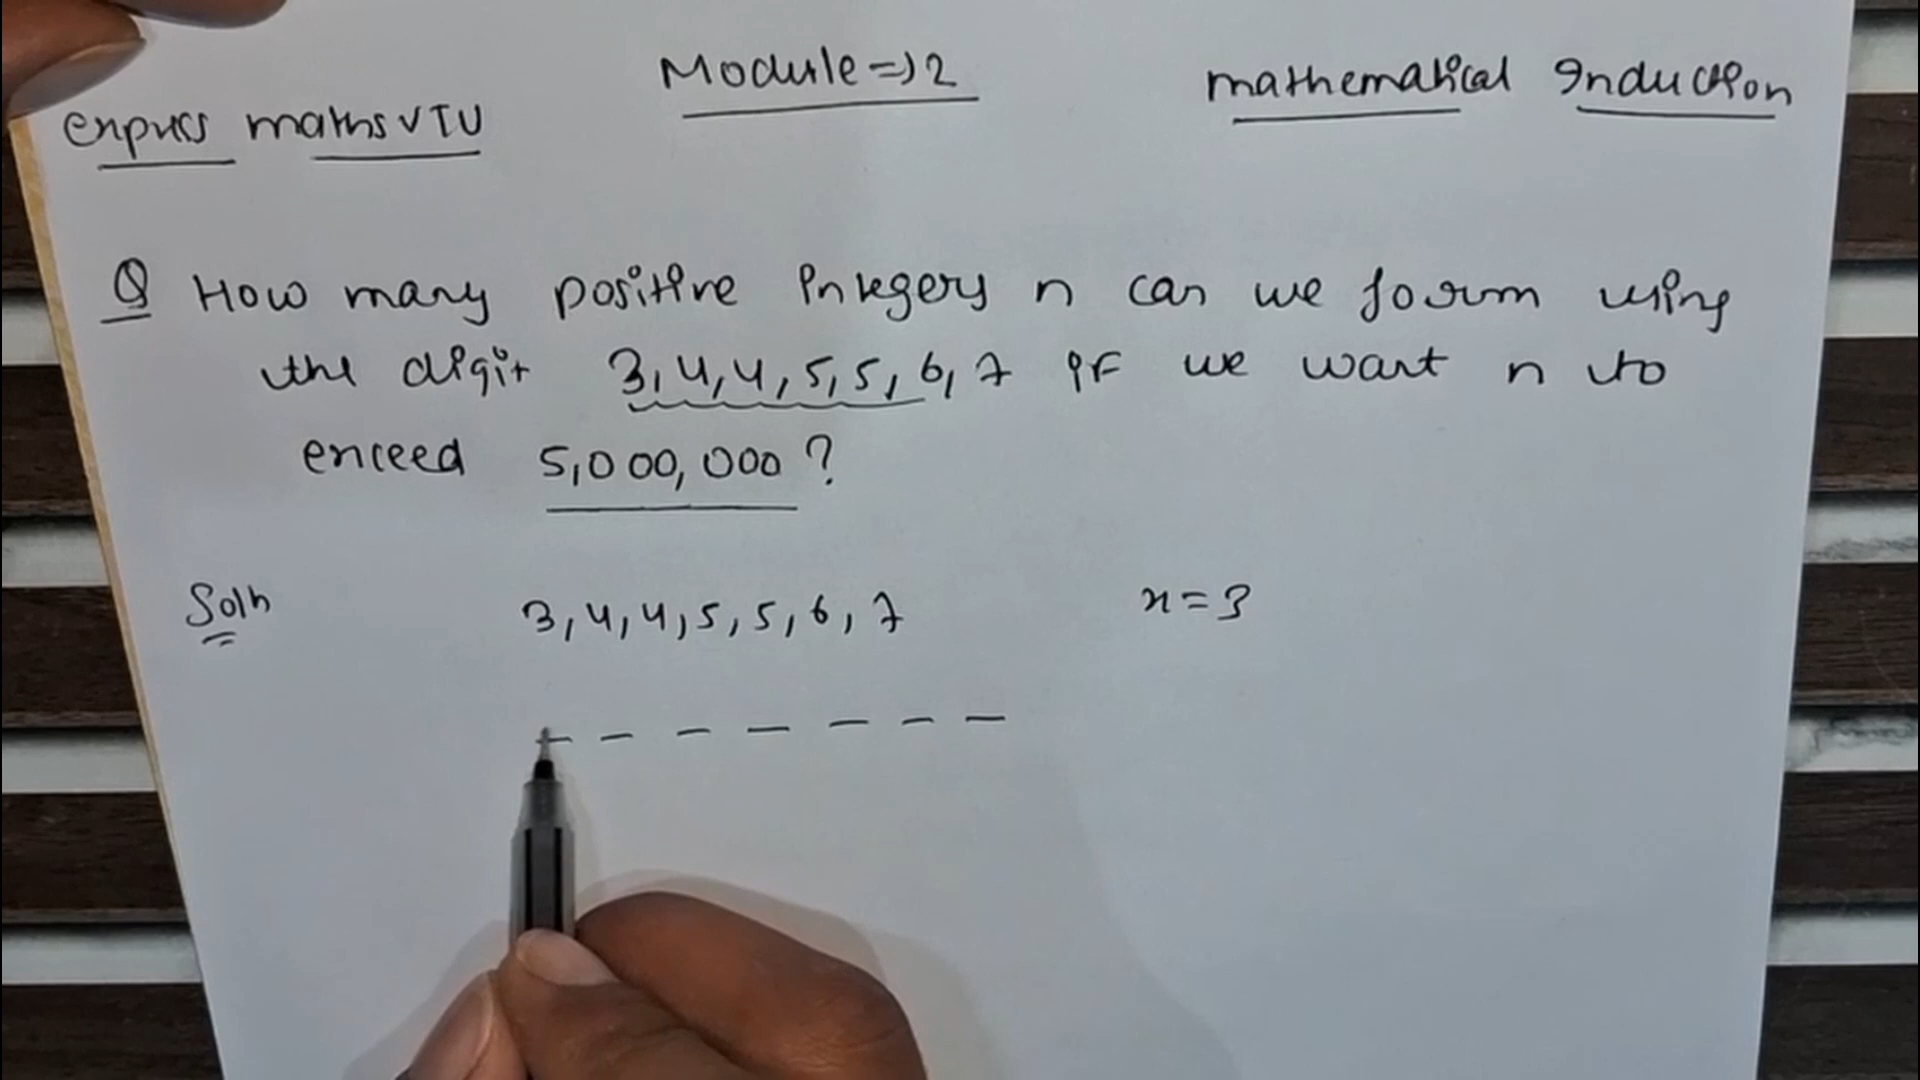 Module => 2
mathematical Induction
express maths VTU
Q How many positive integers n can we form using
the digit 3,4,4,5,5,6,7 if we want n to
exceed 5,000,000 ?
Soln 3,4,4,5,5,6,7 n=3
_ _ _ _ _ _ _